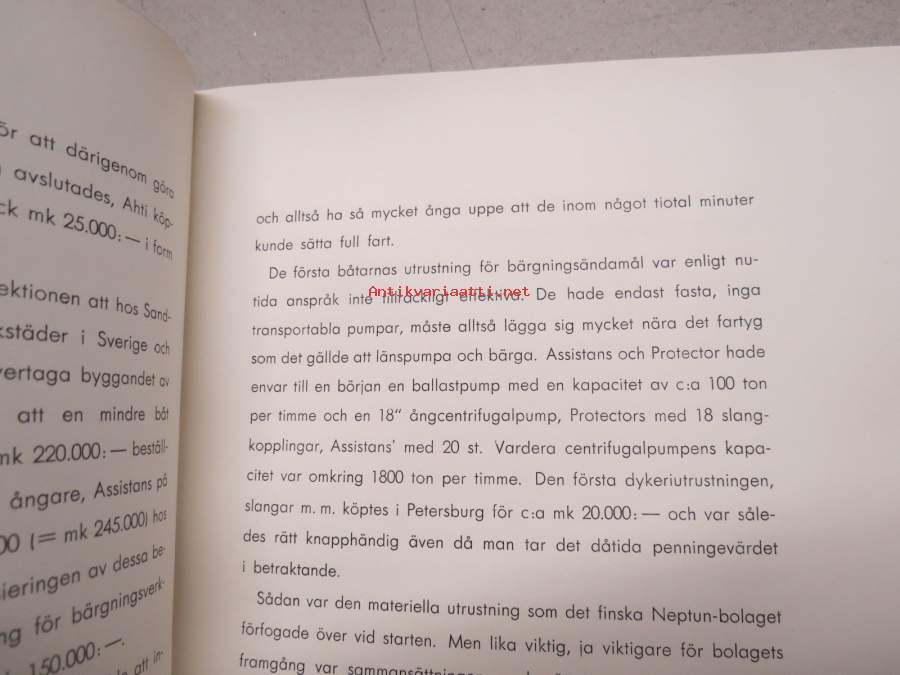 ör att därigenom göra
avslutades, Ahti köp-
ck mk 25.000:— i form
ektionen att hos Sand-
kstäder i Sverige och
vertaga byggandet av
att en mindre båt
mk 220.000:— beställ-
ångare, Assistans på
00 (= mk 245.000) hos
sieringen av dessa be-
ng för bärgningsverk-
150.000:—.
att in-
och alltså ha så mycket ånga uppe att de inom något tiotal minuter
kunde sätta full fart.
De första båtarnas utrustning för bärgningsändamål var enligt nu-
tida anspråk inte tillräckligt effektiva. De hade endast fasta, inga
Antikvariaatti.net
transportabla pumpar, måste alltså lägga sig mycket nära det fartyg
som det gällde att länspumpa och bärga. Assistans och Protector hade
envar till en början en ballastpump med en kapacitet av c:a 100 ton
per timme och en 18" ångcentrifugalpump, Protectors med 18 slang-
kopplingar, Assistans' med 20 st. Vardera centrifugalpumpens kapa-
citet var omkring 1800 ton per timme. Den första dykeriutrustningen,
slangar m. m. köptes i Petersburg för c:a mk 20.000:— och var såle-
des rätt knapphändig även då man tar det dåtida penningevärdet
i betraktande.
Sådan var den materiella utrustning som det finska Neptun-bolaget
förfogade över vid starten. Men lika viktig, ja viktigare för bolagets
framgång var sammansättningen